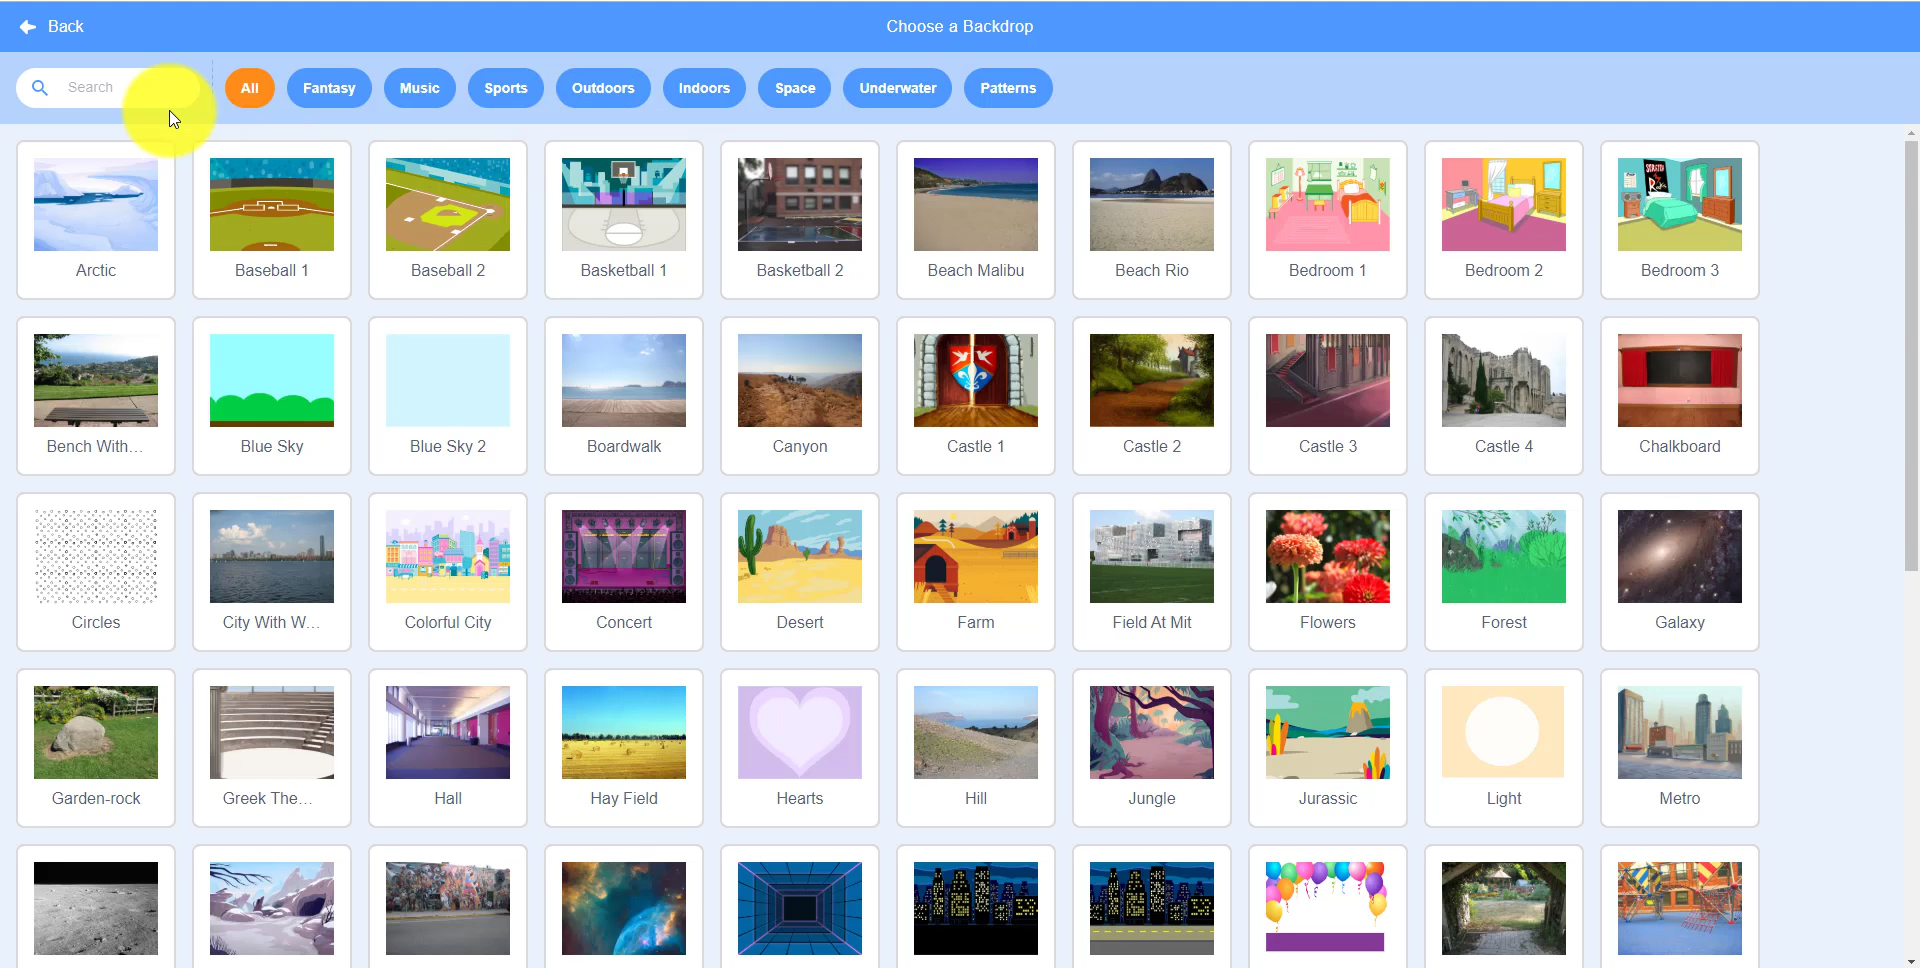 Back
Choose a Backdrop
Search
All
Fantasy
Music
Sports
Outdoors
Indoors
Space
Underwater
Patterns
Arctic
Baseball 1
Baseball 2
Basketball 1
Basketball 2
Beach Malibu
Beach Rio
Bedroom 1
Bedroom 2
Bedroom 3
Bench With...
Blue Sky
Blue Sky 2
Boardwalk
Canyon
Castle 1
Castle 2
Castle 3
Castle 4
Chalkboard
Circles
City With W...
Colorful City
Concert
Desert
Farm
Field At Mit
Flowers
Forest
Galaxy
Garden-rock
Greek The...
Hall
Hay Field
Hearts
Hill
Jungle
Jurassic
Light
Metro